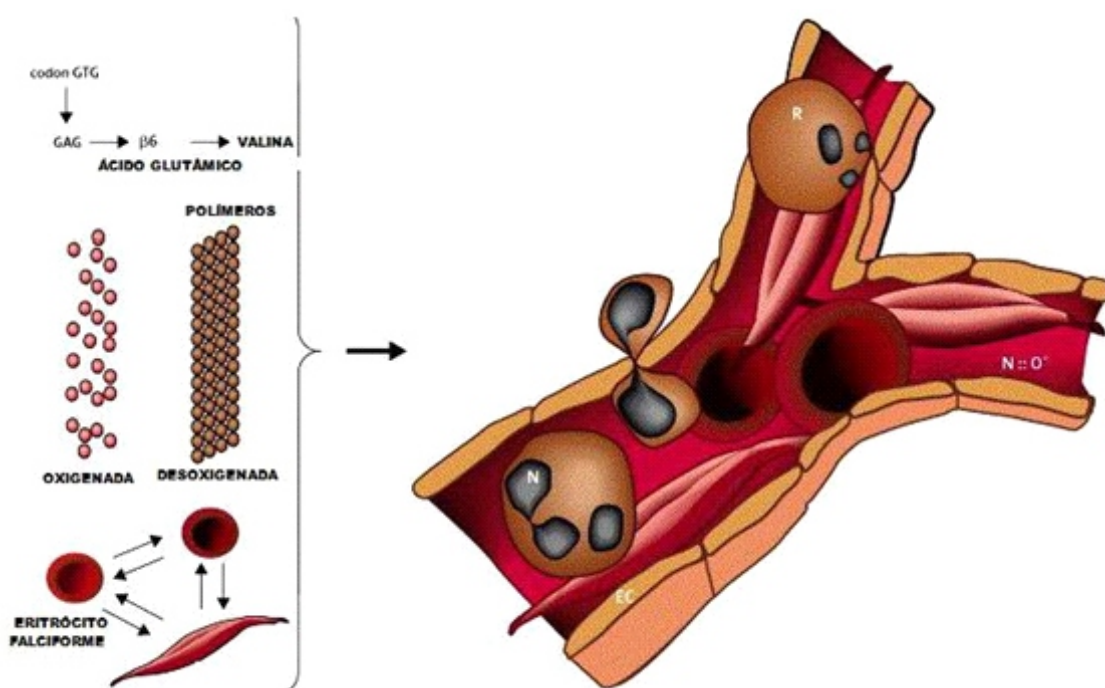 codon GTG
GAG β6 VALINA
ÁCIDO GLUTÂMICO
POLÍMEROS
OXIGENADA
DESOXIGENADA
ERITRÓCITO
FALCIFORME
R
N :: O°
N
EC